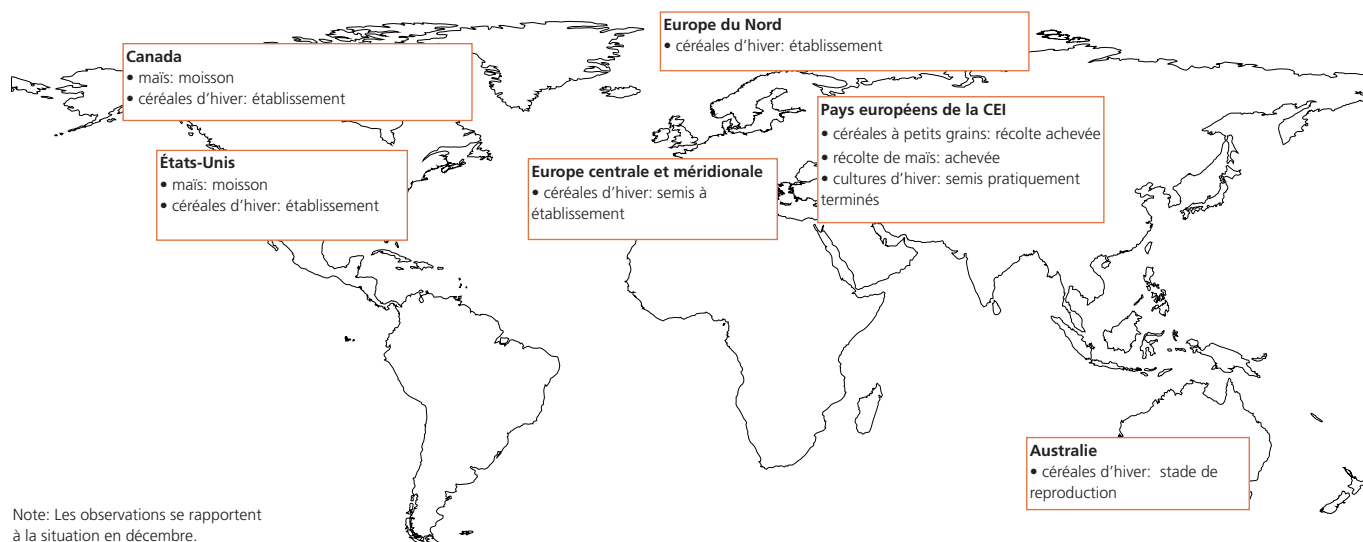 Europe du Nord
• céréales d'hiver: établissement
Canada
• maïs: moisson
• céréales d'hiver: établissement
Pays européens de la CEI
• céréales à petits grains: récolte achevée
• récolte de maïs: achevée
• cultures d'hiver: semis pratiquement
terminés
États-Unis
• maïs: moisson
• céréales d'hiver: établissement
Europe centrale et méridionale
• céréales d'hiver: semis à
établissement
Australie
• céréales d'hiver: stade de
reproduction
Note: Les observations se rapportent
à la situation en décembre.